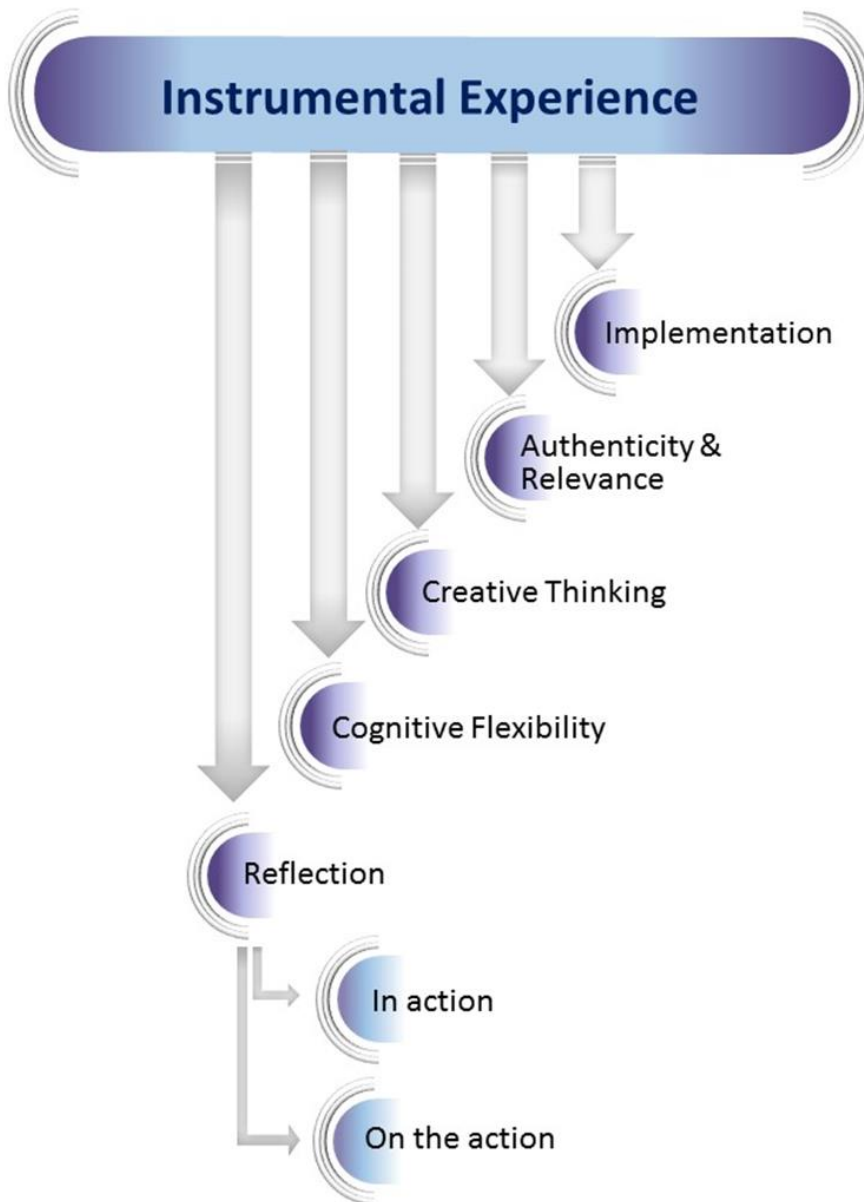 Instrumental Experience
Implementation
Authenticity &
Relevance
Creative Thinking
Cognitive Flexibility
Reflection
In action
On the action